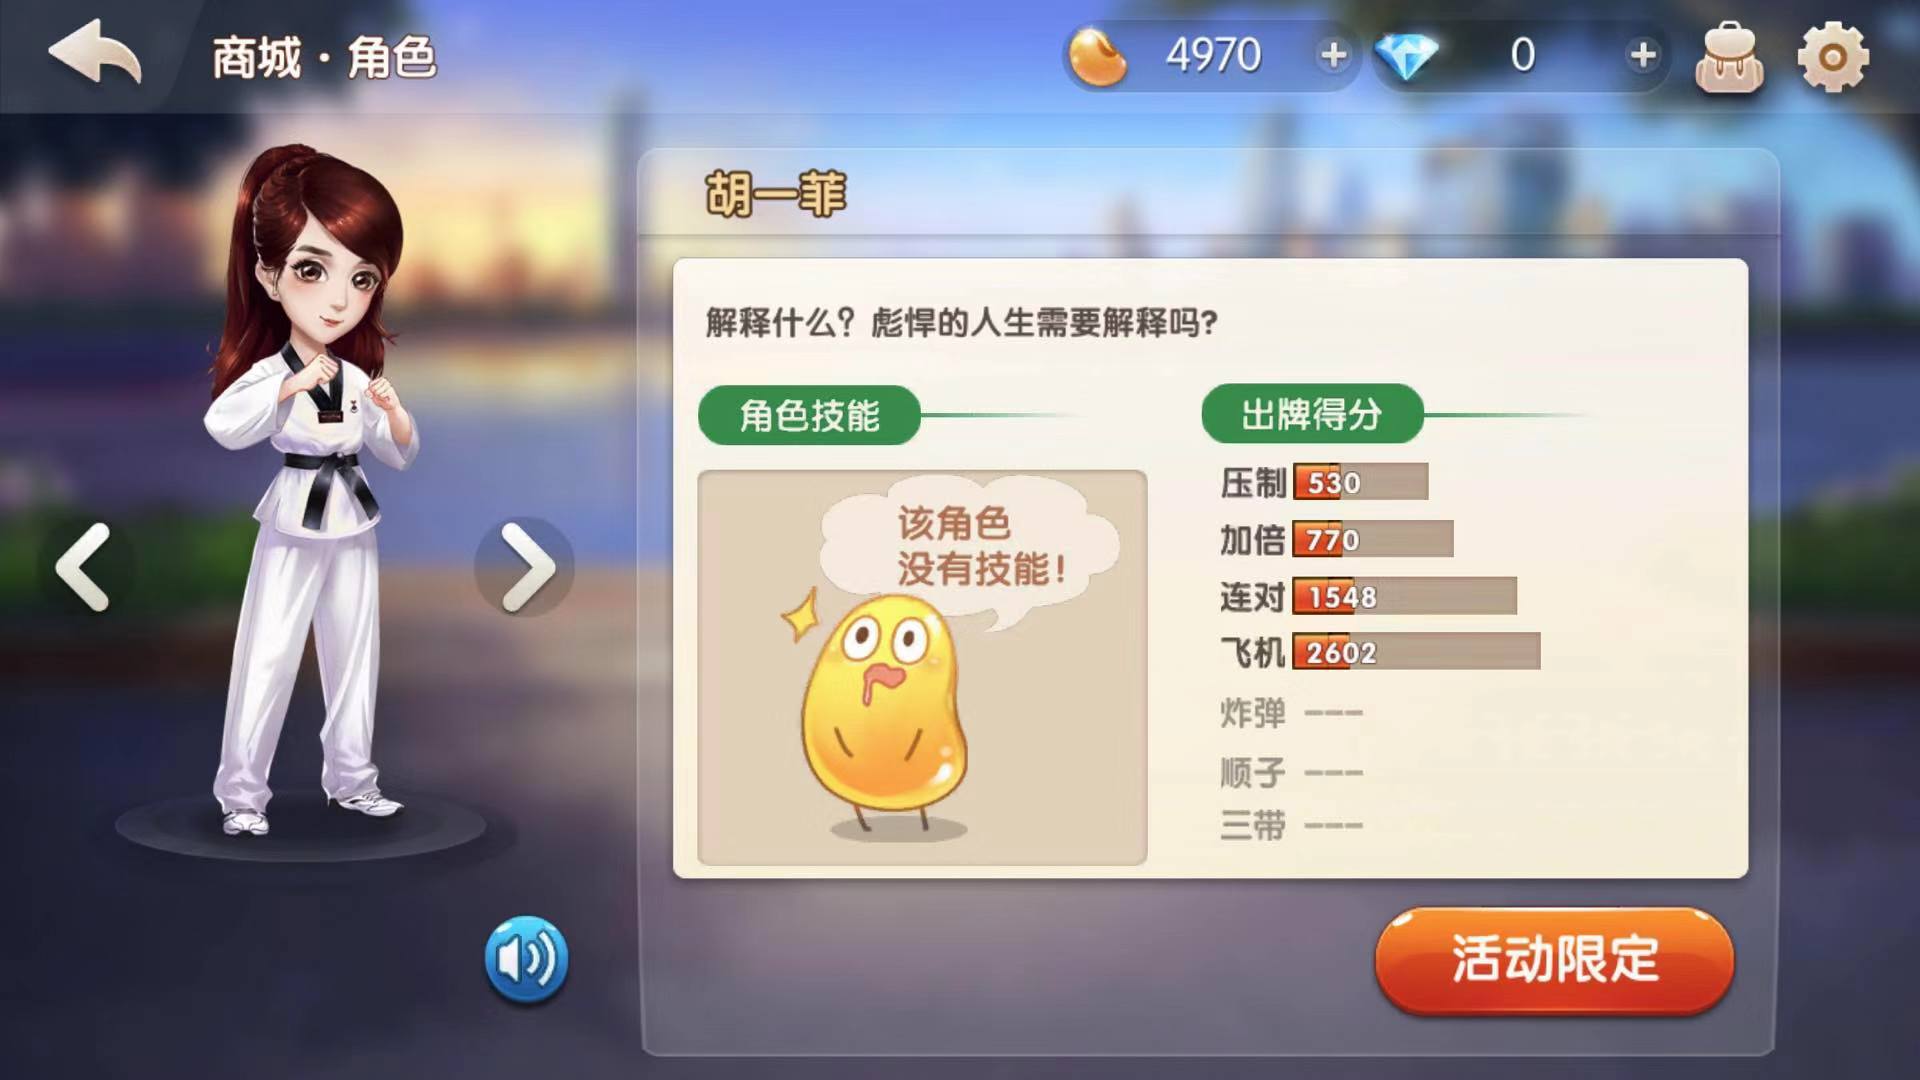 商城·角色
4970
0
胡一菲
解释什么？彪悍的人生需要解释吗?
角色技能
出牌得分
该角色
没有技能!
压制 530
加倍 770
连对 1548
飞机 2602
炸弹 ---
顺子 ---
三带 ---
活动限定